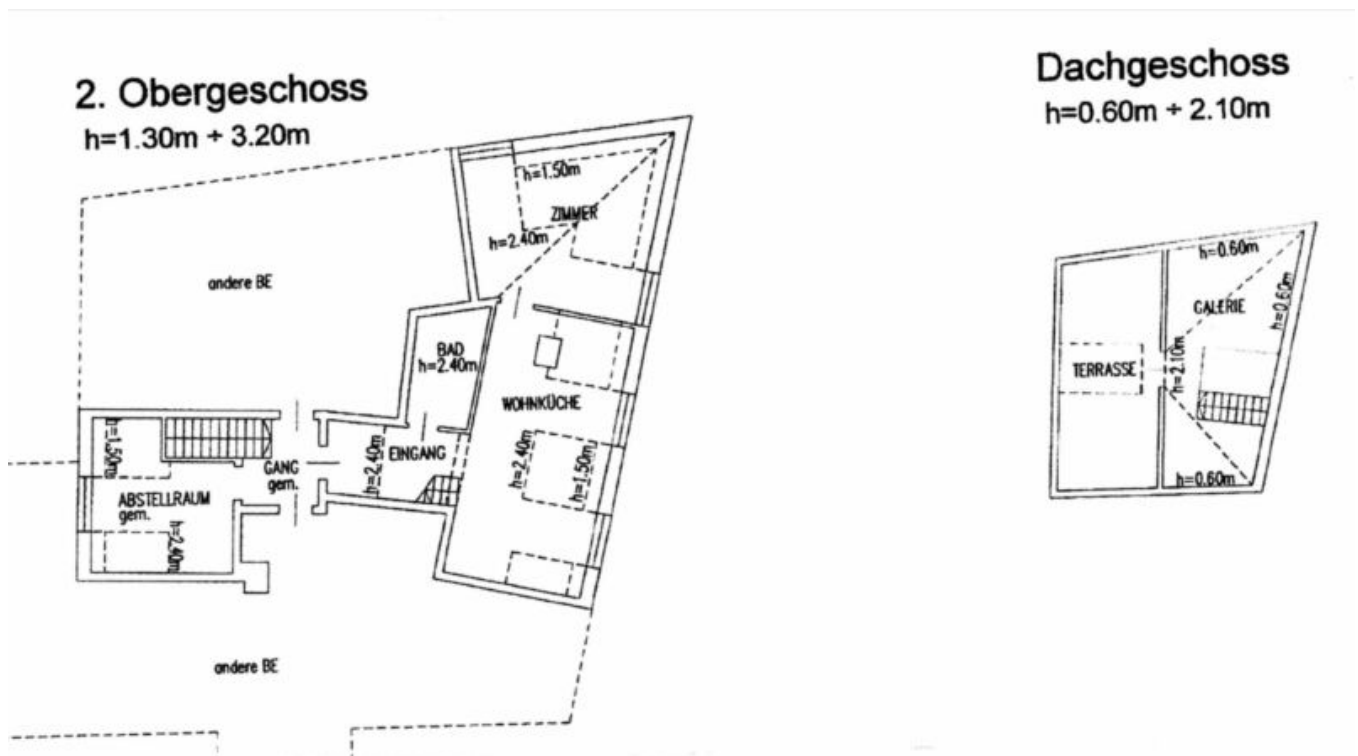 2. Obergeschoss
h=1.30m ÷ 3.20m
h=1.50m
ZIMMER
h=2.40m
andere BE
BAD
h=2.40m
WOHNKÜCHE
h=2.40m
EINGANG
h=2.40m
h=1.50m
h=1.50m
GANG
gem.
ABSTELLRAUM
gem.
h=2.40m
andere BE
Dachgeschoss
h=0.60m ÷ 2.10m
h=0.60m
GALERIE
h=0.60m
TERRASSE
h=2.10m
h=0.60m